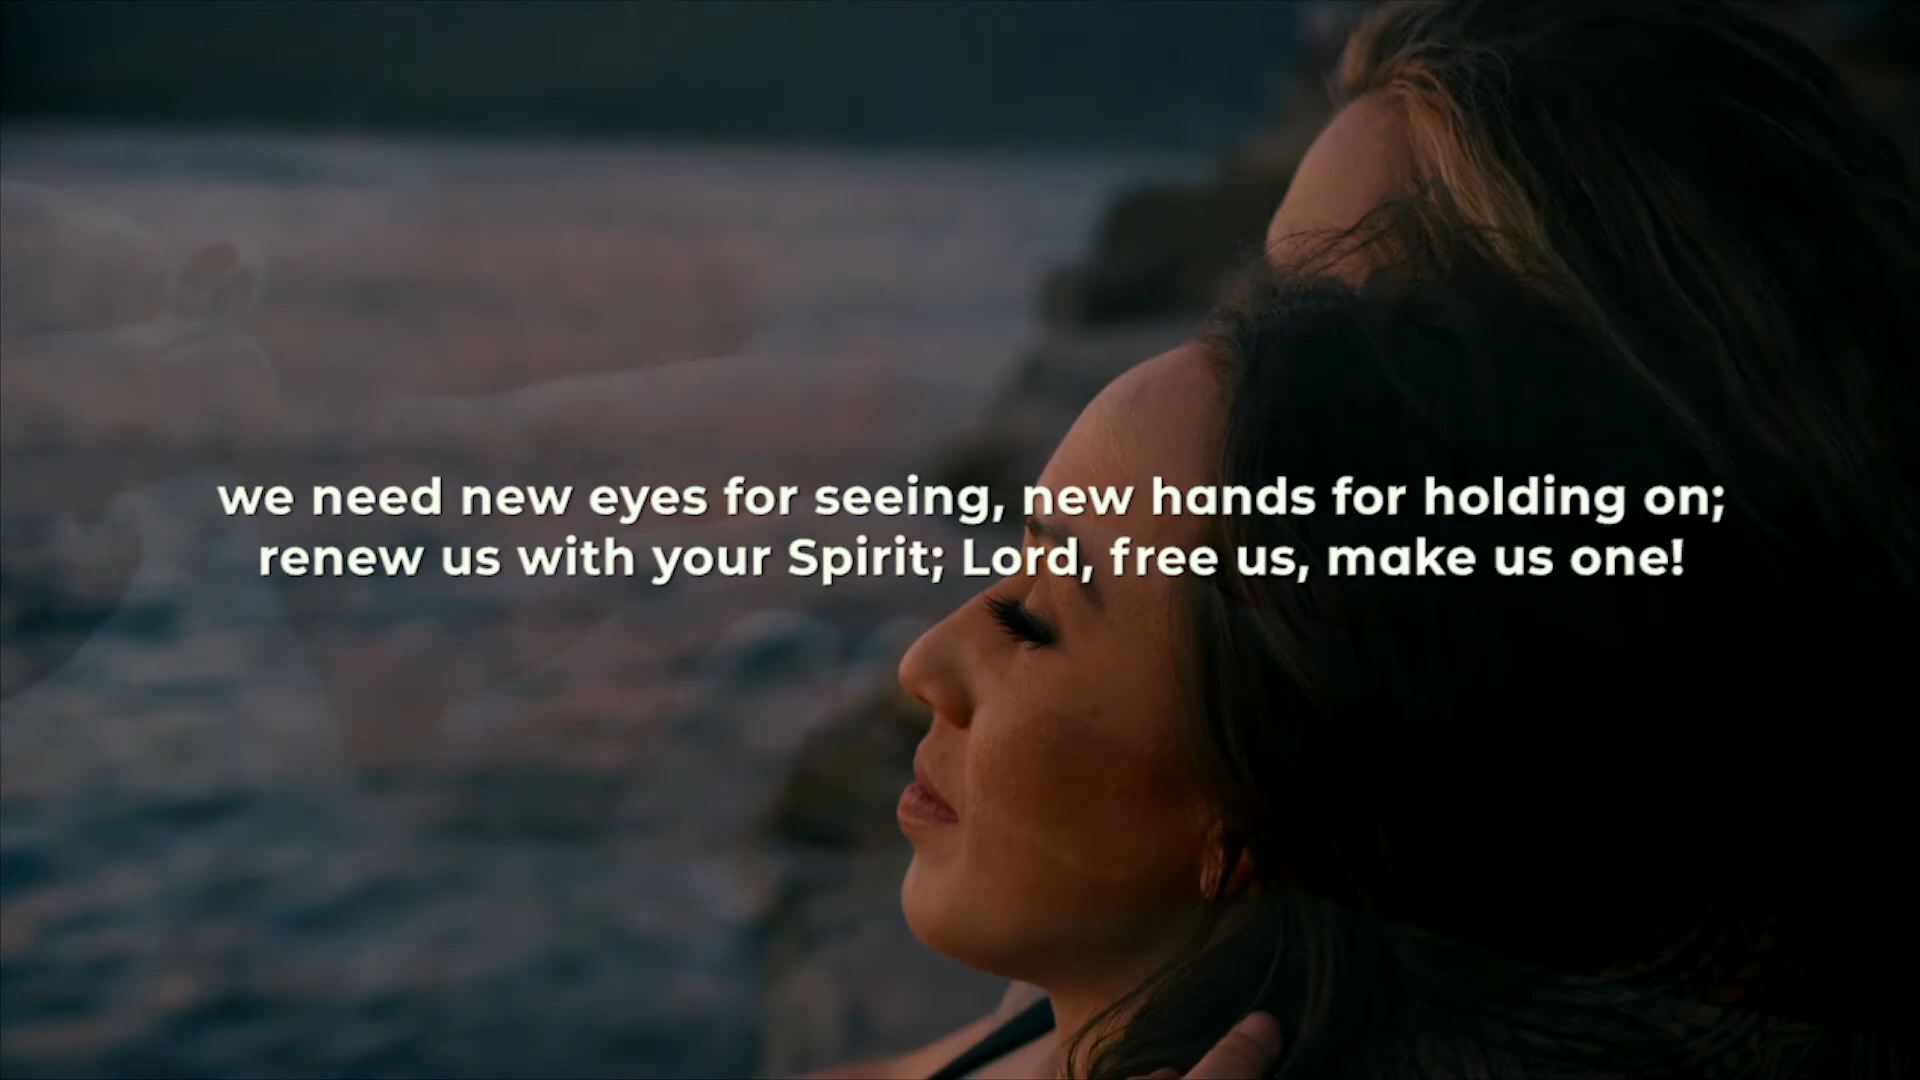 we need new eyes for seeing, new hands for holding on;
renew us with your Spirit; Lord, free us, make us one!